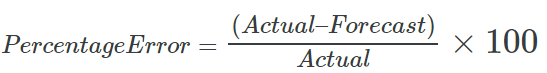 PercentageError = (Actual–Forecast) / Actual × 100